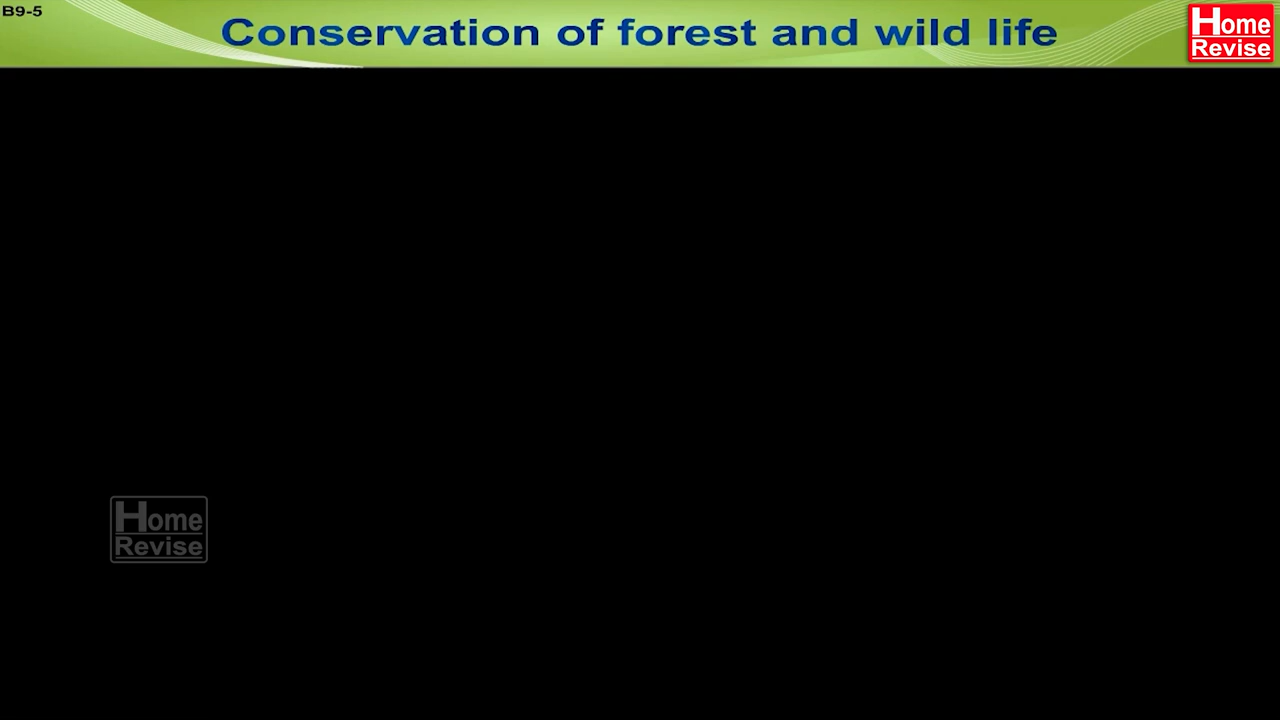 B9-5
Conservation of forest and wild life
Home
Revise
Home
Revise